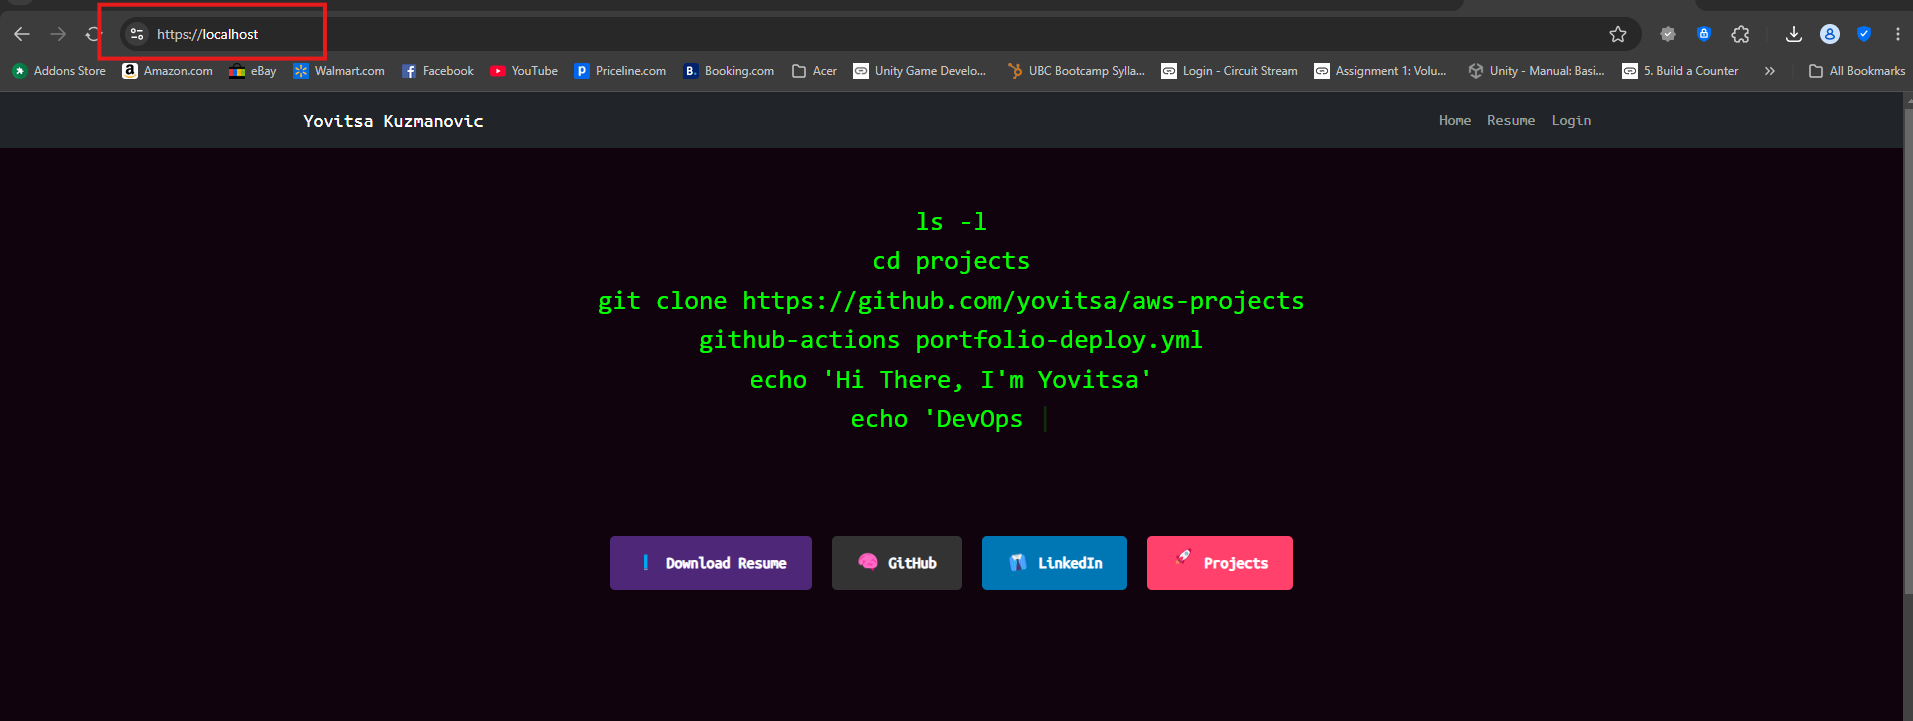 https://localhost
Addons Store Amazon.com eBay Walmart.com Facebook YouTube Priceline.com Booking.com Acer Unity Game Develo... UBC Bootcamp Sylla... Login - Circuit Stream Assignment 1: Volu... Unity - Manual: Basi... 5. Build a Counter » All Bookmarks
Yovitsa Kuzmanovic Home Resume Login
ls -l
cd projects
git clone https://github.com/yovitsa/aws-projects
github-actions portfolio-deploy.yml
echo 'Hi There, I'm Yovitsa'
echo 'DevOps
Download Resume GitHub LinkedIn Projects